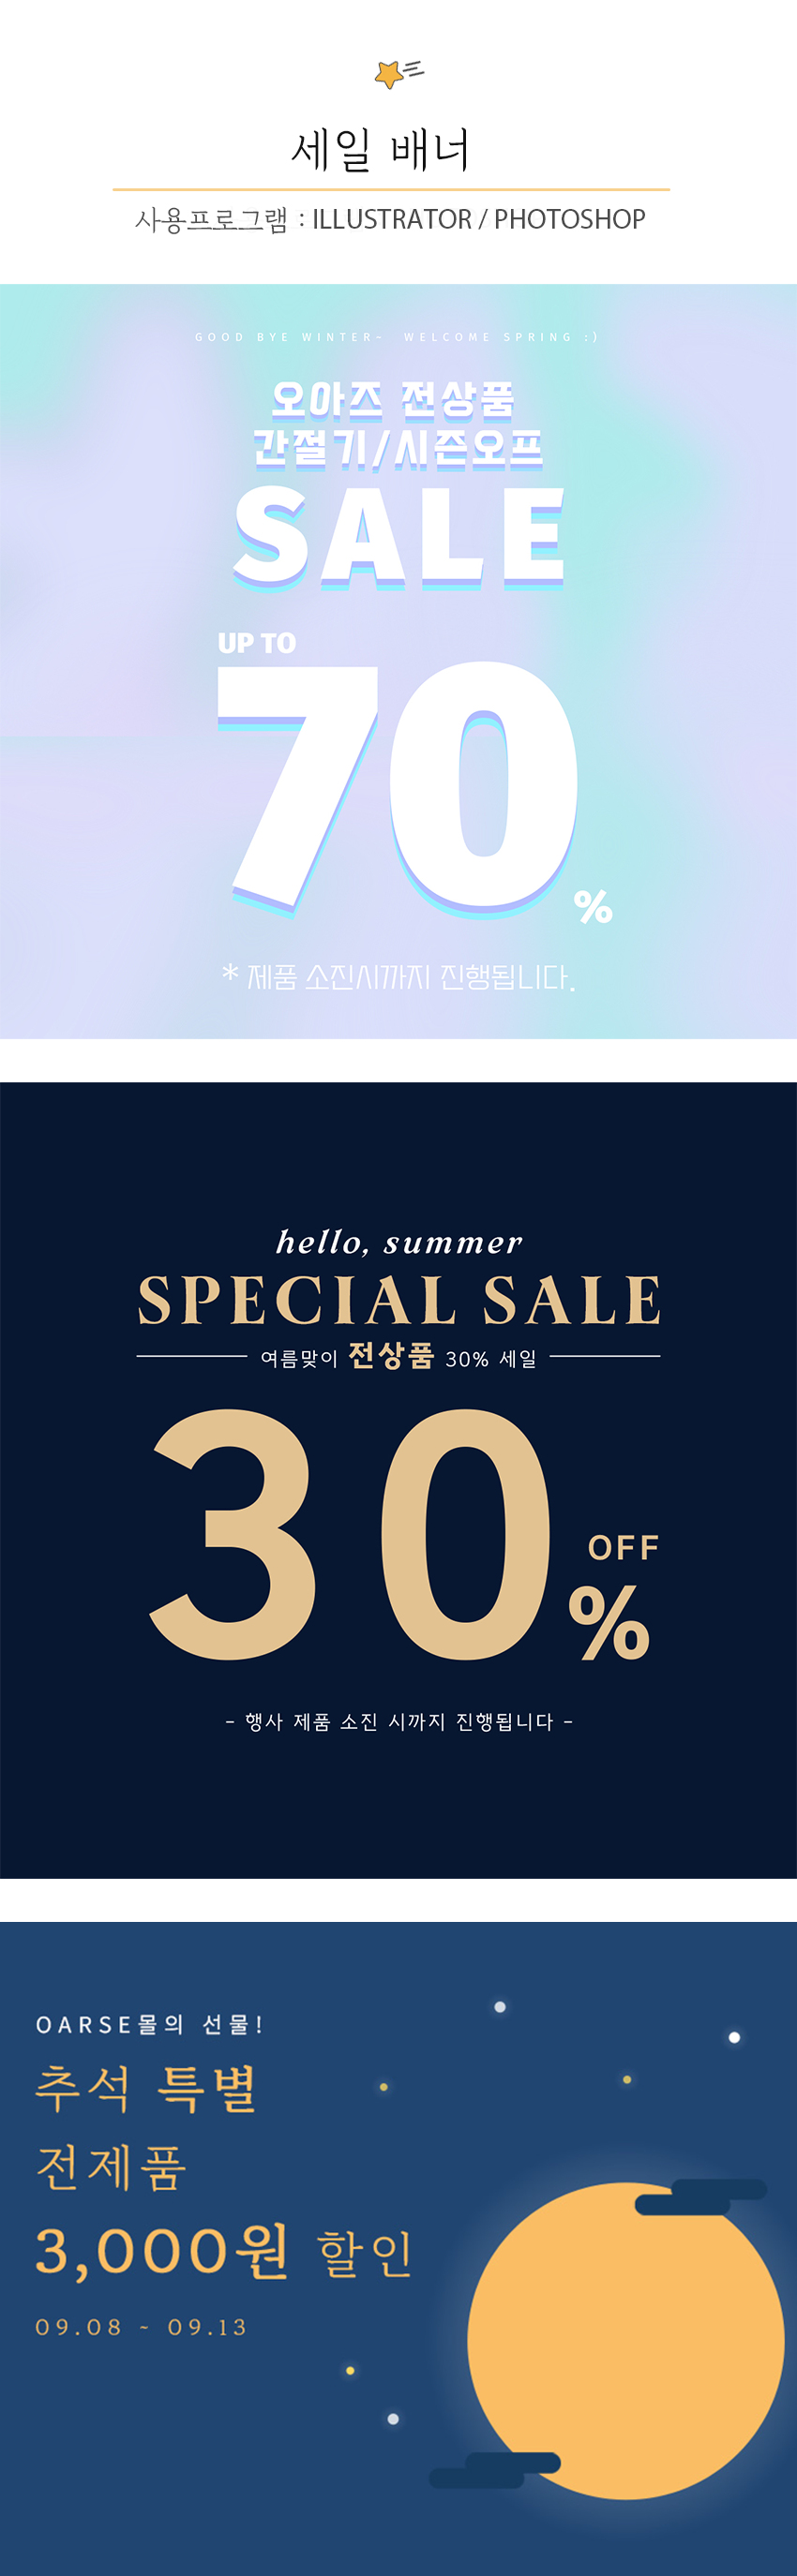 세일 배너
사용프로그램 : ILLUSTRATOR / PHOTOSHOP
GOOD BYE WINTER~ WELCOME SPRING :)
오아즈 전상품
간절기/시즌오프
SALE
UP TO
70
%
* 제품 소진시까지 진행됩니다.
hello, summer
SPECIAL SALE
여름맞이 전상품 30% 세일
30
OFF
%
- 행사 제품 소진 시까지 진행됩니다 -
OARSE몰의 선물!
추석 특별
전제품
3,000원 할인
09.08 ~ 09.13